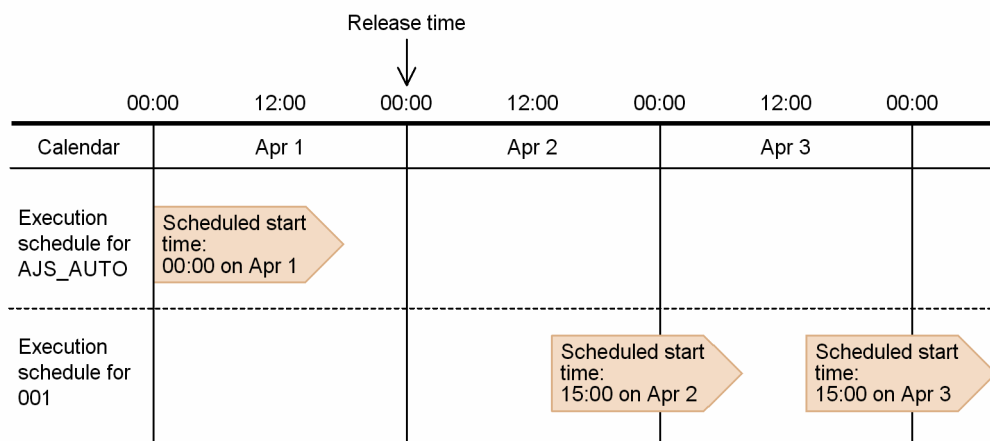 Release time
00:00 12:00 00:00 12:00 00:00 12:00 00:00
Calendar Apr 1 Apr 2 Apr 3
Execution
schedule for
AJS_AUTO
Scheduled start
time:
00:00 on Apr 1
Execution
schedule for
001
Scheduled start
time:
15:00 on Apr 2
Scheduled start
time:
15:00 on Apr 3